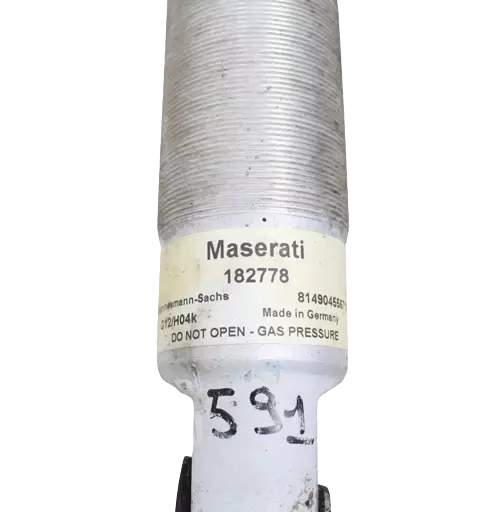 Maserati
182778
Made in Germany
DO NOT OPEN - GAS PRESSURE
591